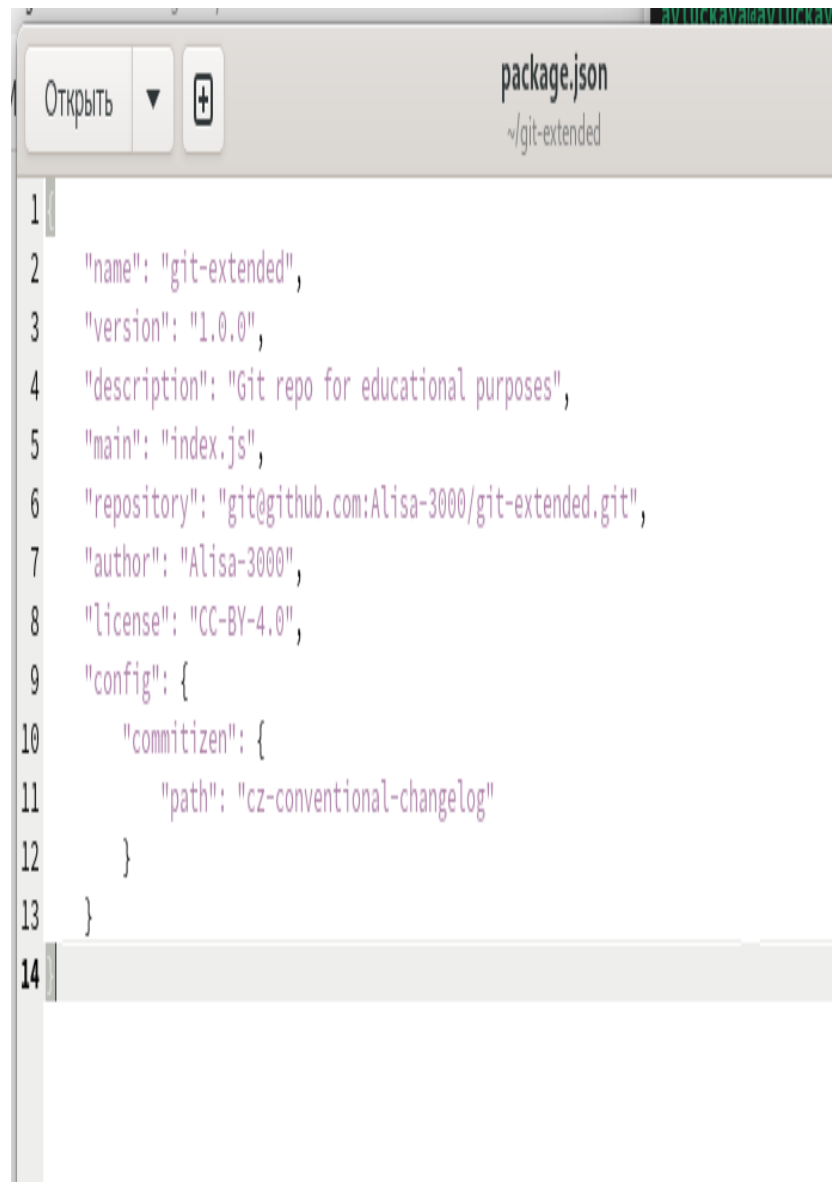 Открыть
package.json
~/git-extended
1 {
2 "name": "git-extended",
3 "version": "1.0.0",
4 "description": "Git repo for educational purposes",
5 "main": "index.js",
6 "repository": "git@github.com:Alisa-3000/git-extended.git",
7 "author": "Alisa-3000",
8 "license": "CC-BY-4.0",
9 "config": {
10 "commitizen": {
11 "path": "cz-conventional-changelog"
12 }
13 }
14 }